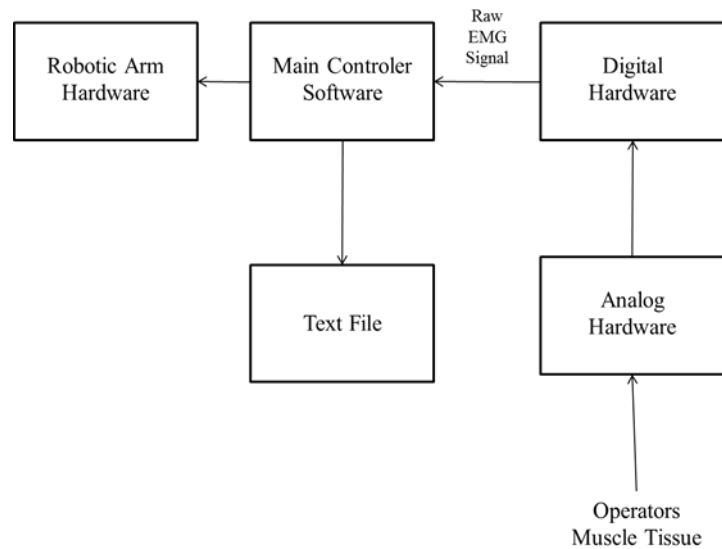 Raw
EMG
Signal
Robotic Arm
Hardware
Main Controler
Software
Digital
Hardware
Text File
Analog
Hardware
Operators
Muscle Tissue